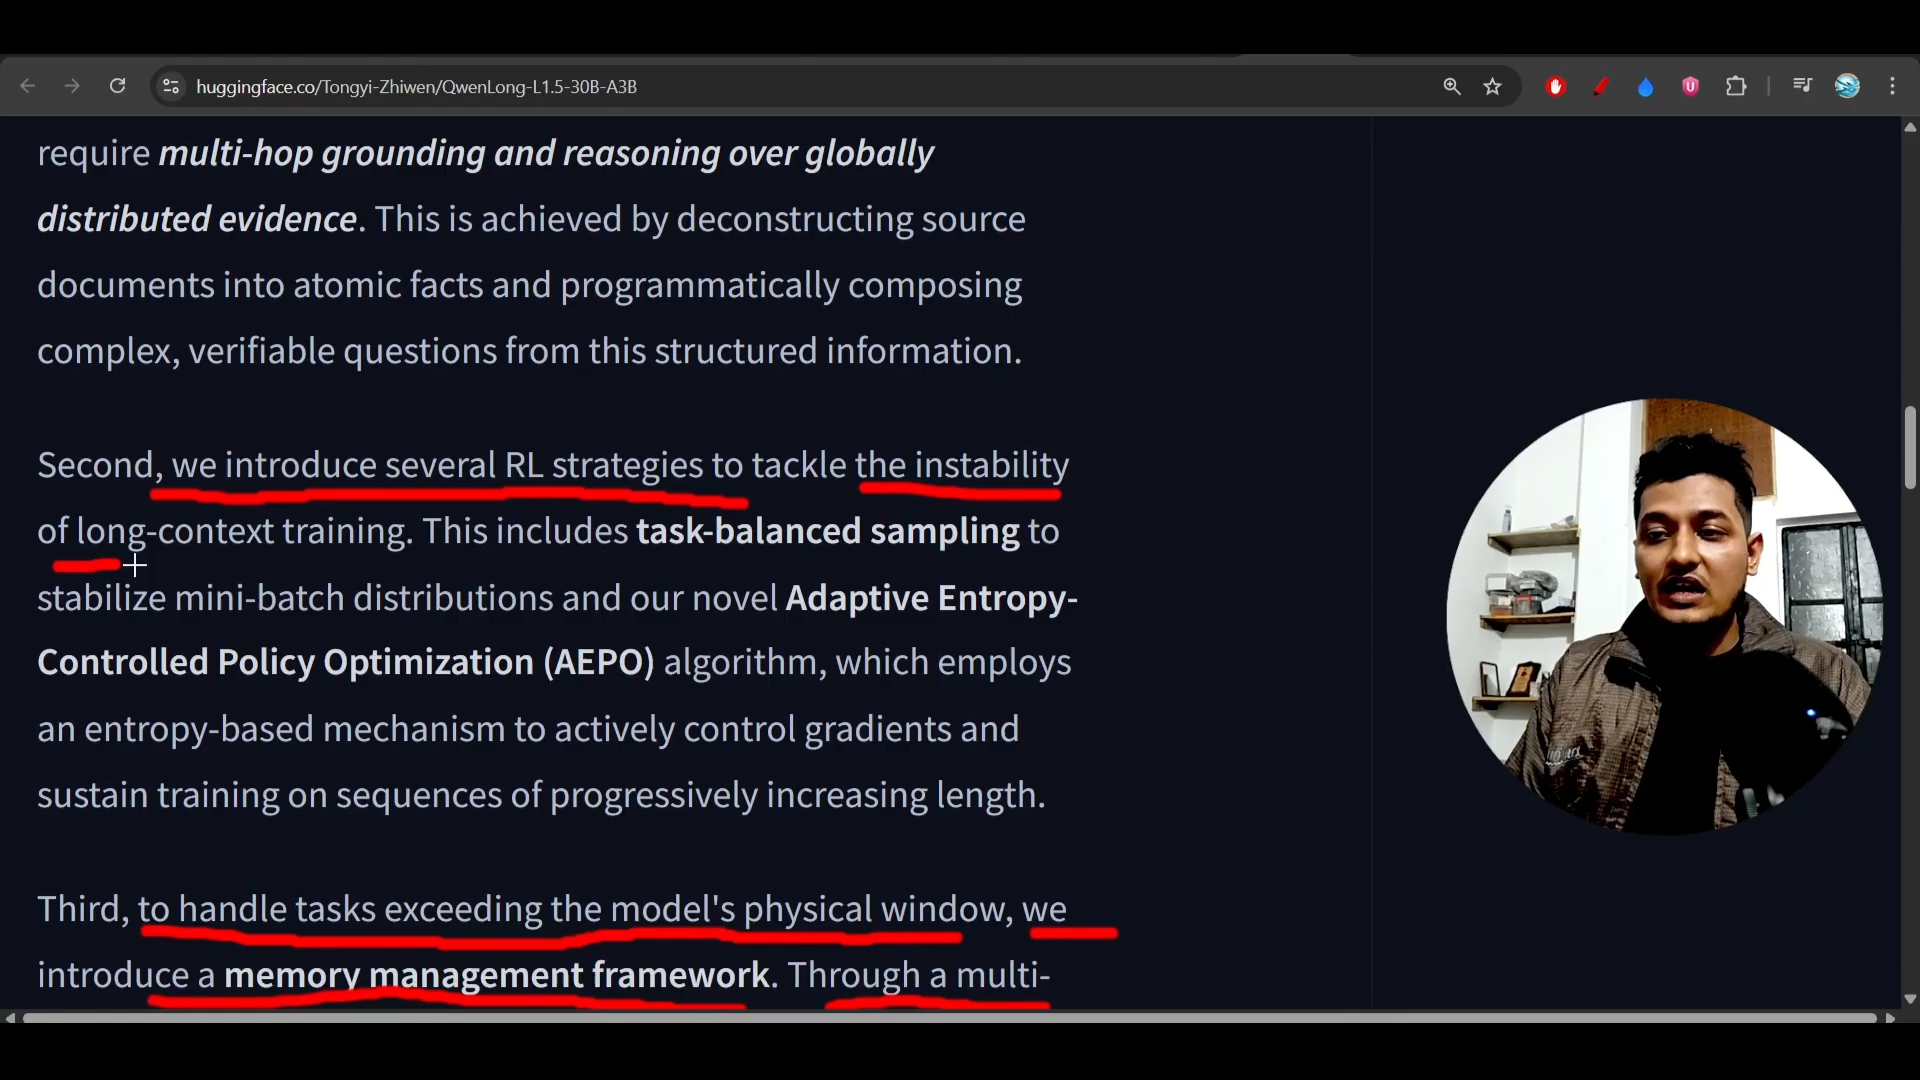 huggingface.co/Tongyi-Zhiwen/QwenLong-L1.5-30B-A3B
require multi-hop grounding and reasoning over globally
distributed evidence. This is achieved by deconstructing source
documents into atomic facts and programmatically composing
complex, verifiable questions from this structured information.
Second, we introduce several RL strategies to tackle the instability
of long-context training. This includes task-balanced sampling to
stabilize mini-batch distributions and our novel Adaptive Entropy-
Controlled Policy Optimization (AEPO) algorithm, which employs
an entropy-based mechanism to actively control gradients and
sustain training on sequences of progressively increasing length.
Third, to handle tasks exceeding the model's physical window, we
introduce a memory management framework. Through a multi-